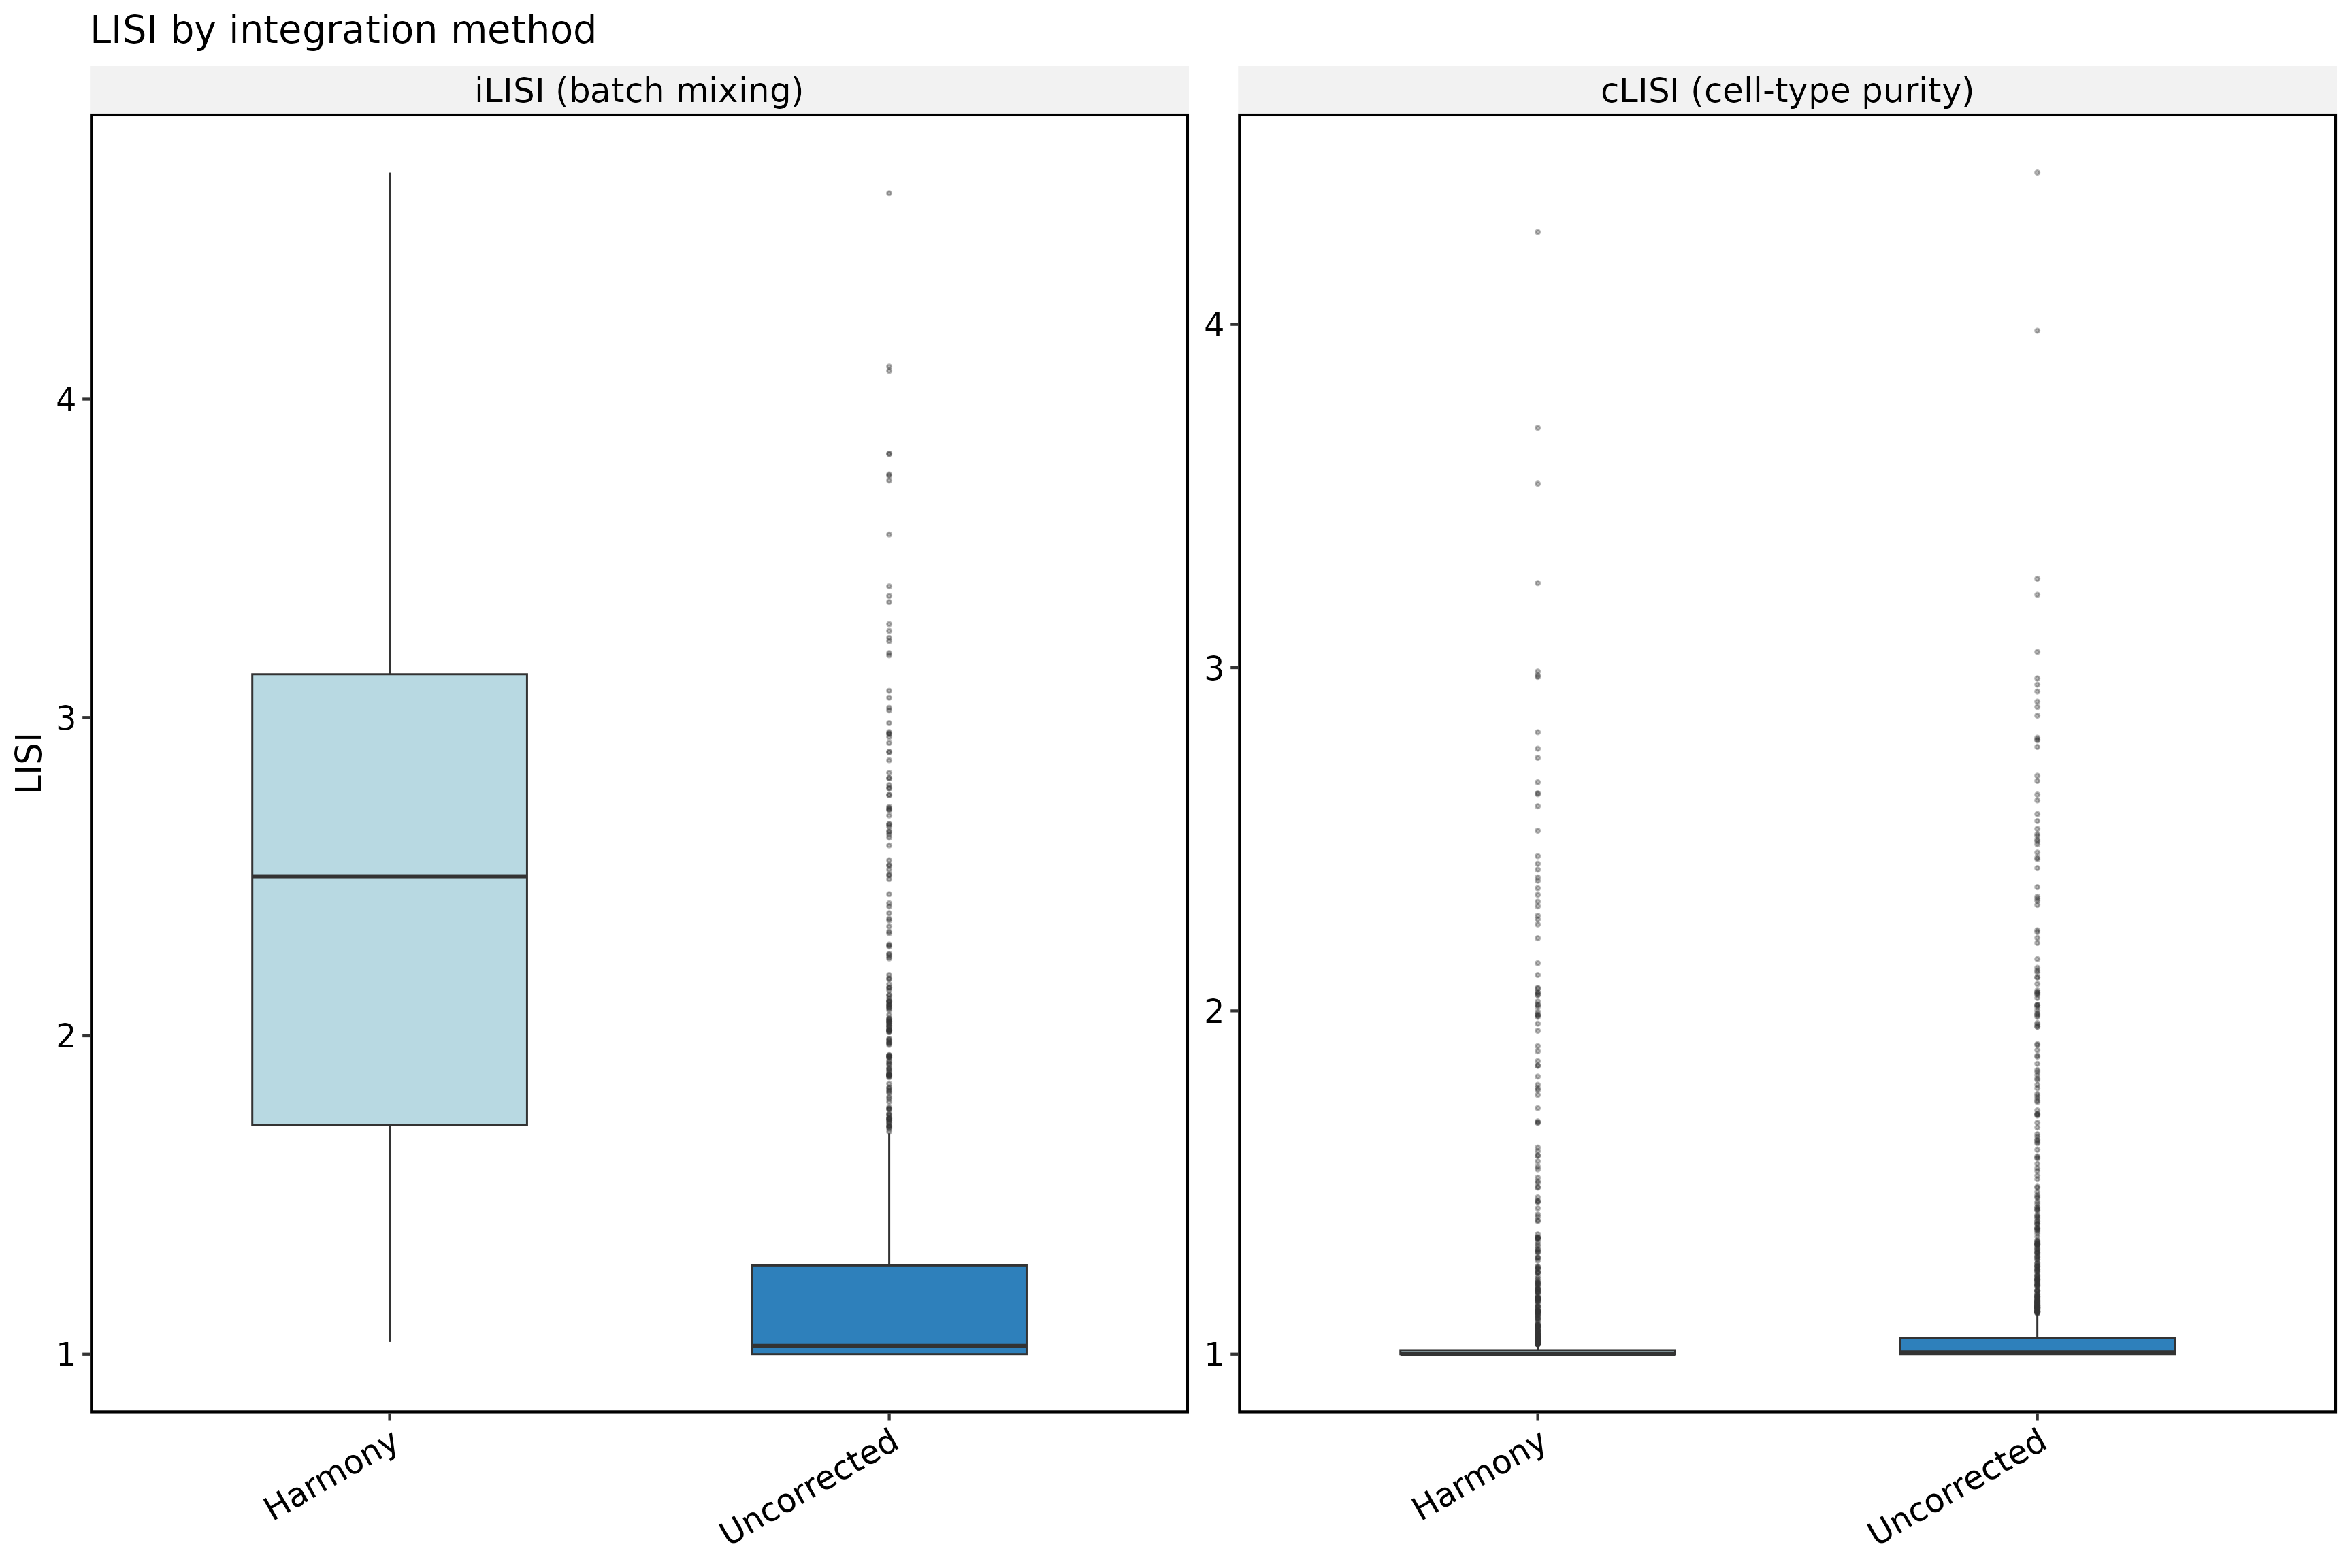 LISI by integration method
iLISI (batch mixing)
cLISI (cell-type purity)
LISI
4
3
2
1
4
3
2
1
Harmony
Uncorrected
Harmony
Uncorrected